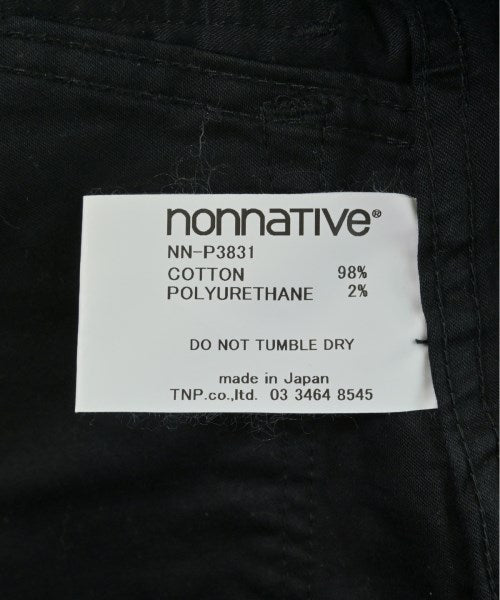 nonnative®
NN-P3831
COTTON 98%
POLYURETHANE 2%
DO NOT TUMBLE DRY
made in Japan
TNP.co.,ltd. 03 3464 8545